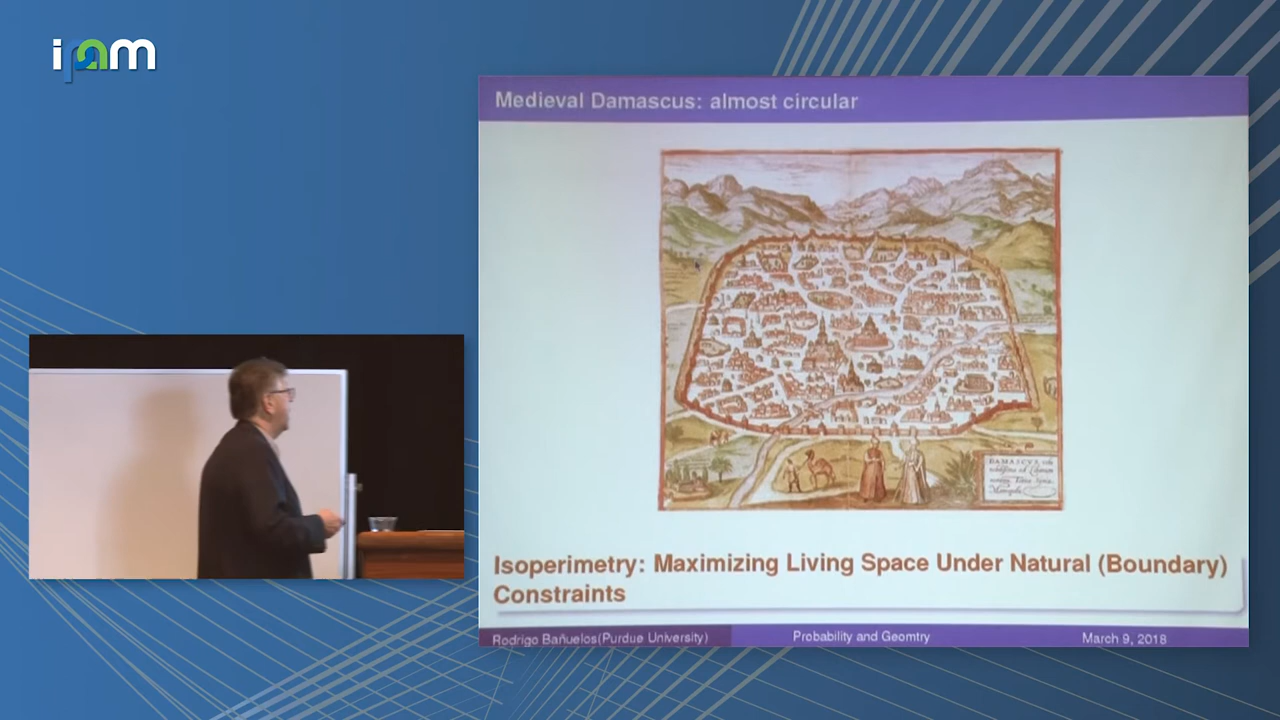 ipam
Medieval Damascus: almost circular
DAMASCVS
Isoperimetry: Maximizing Living Space Under Natural (Boundary)
Constraints
Rodrigo Bañuelos(Purdue University)
Probability and Geomtry
March 9, 2018